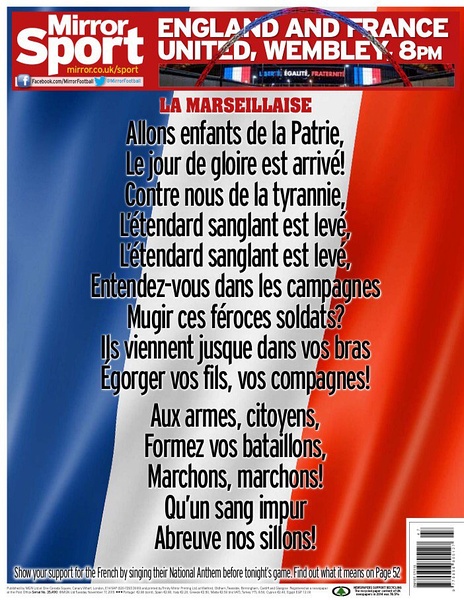 Mirror
Sport
mirror.co.uk/sport
Facebook.com/MirrorFootball @MirrorFootball
ENGLAND AND FRANCE
UNITED, WEMBLEY, 8PM
ÉGALITÉ, FRATERNITÉ
LA MARSEILLAISE
Allons enfants de la Patrie,
Le jour de gloire est arrivé!
Contre nous de la tyrannie,
L'étendard sanglant est levé,
L'étendard sanglant est levé,
Entendez-vous dans les campagnes
Mugir ces féroces soldats?
Ils viennent jusque dans vos bras
Égorger vos fils, vos compagnes!
Aux armes, citoyens,
Formez vos bataillons,
Marchons, marchons!
Qu'un sang impur
Abreuve nos sillons!
Show your support for the French by singing their National Anthem before tonight's game. Find out what it means on Page 52